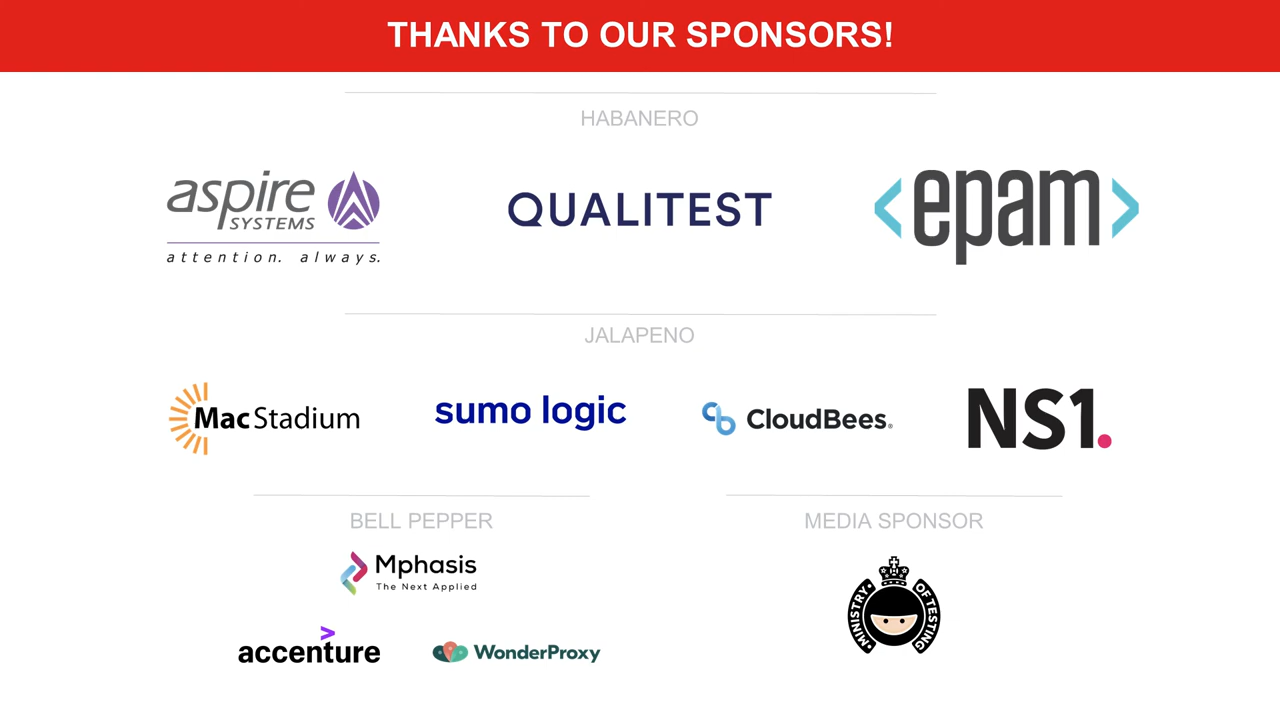 THANKS TO OUR SPONSORS!
HABANERO
aspire
SYSTEMS
attention. always.
QUALITEST
<epam>
JALAPENO
MacStadium
sumo logic
CloudBees®
NS1.
BELL PEPPER
Mphasis
The Next Applied
accenture
WonderProxy
MEDIA SPONSOR
MINISTRY OF TESTING